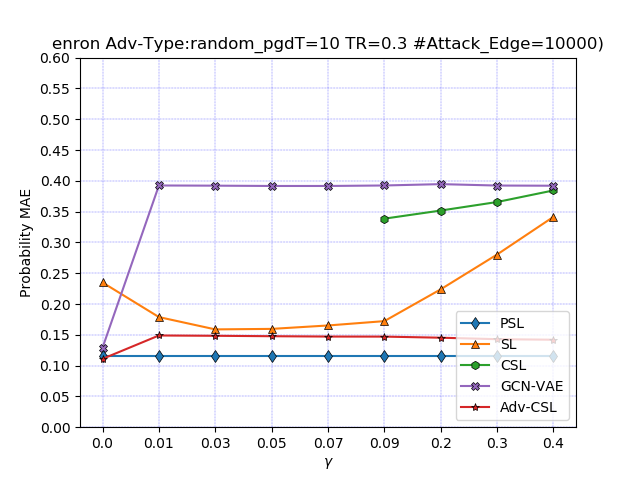 enron Adv-Type:random_pgdT=10 TR=0.3 #Attack_Edge=10000)
0.60
0.55
0.50
0.45
0.40
0.35
0.30
0.25
0.20
0.15
0.10
0.05
0.00
Probability MAE
PSL
SL
CSL
GCN-VAE
Adv-CSL
0.0 0.01 0.03 0.05 0.07 0.09 0.2 0.3 0.4
γ